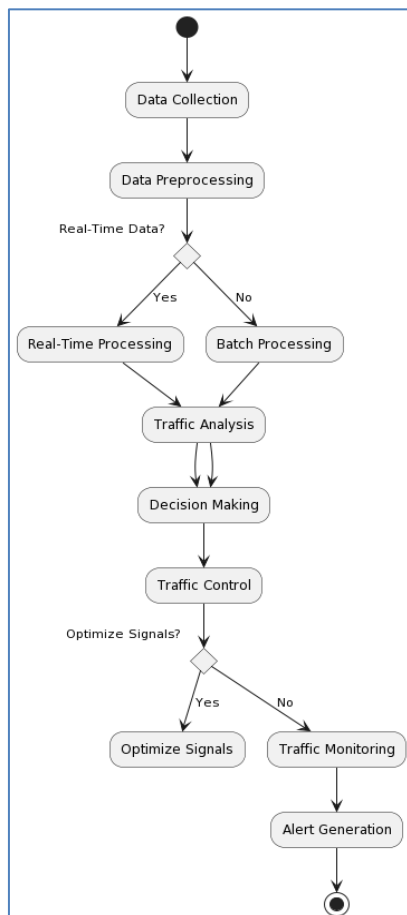 Data Collection
Data Preprocessing
Real-Time Data?
Yes
No
Real-Time Processing
Batch Processing
Traffic Analysis
Decision Making
Traffic Control
Optimize Signals?
Yes
No
Optimize Signals
Traffic Monitoring
Alert Generation